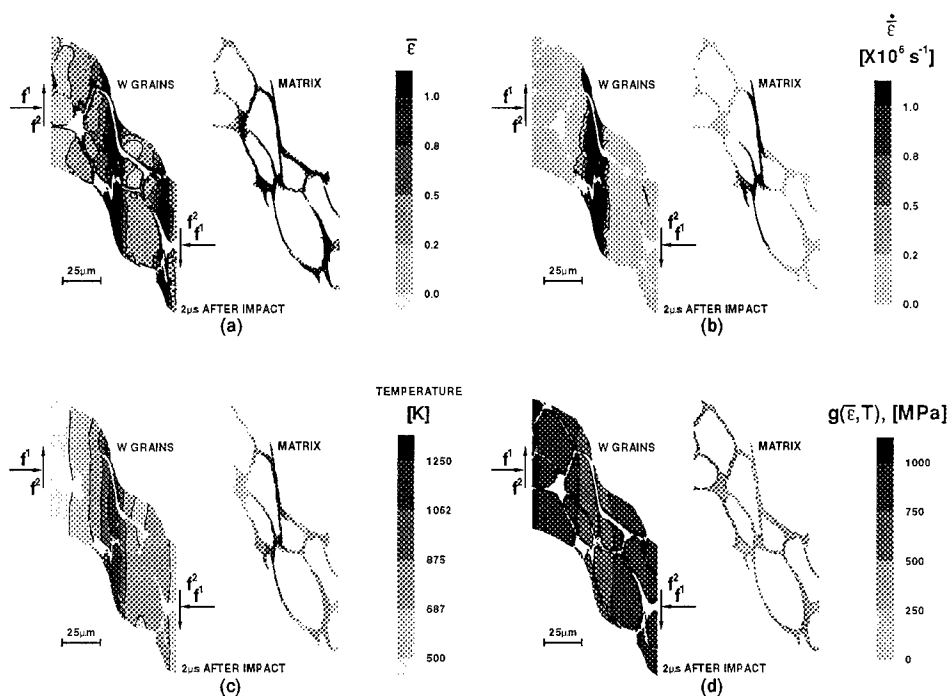 ε̄
W GRAINS
MATRIX
f¹
f²
1.0
0.8
0.5
0.2
0.0
f²
f¹
25μm
2μs AFTER IMPACT
(a)
ε̄̇
[X10⁶ s⁻¹]
W GRAINS
MATRIX
f¹
f²
1.0
0.8
0.5
0.2
0.0
f²
f¹
25μm
2μs AFTER IMPACT
(b)
TEMPERATURE
[K]
W GRAINS
MATRIX
f¹
f²
1250
1062
875
687
500
f²
f¹
25μm
2μs AFTER IMPACT
(c)
g(ε̄,T), [MPa]
W GRAINS
MATRIX
f¹
f²
1000
750
500
250
0
f²
f¹
25μm
2μs AFTER IMPACT
(d)